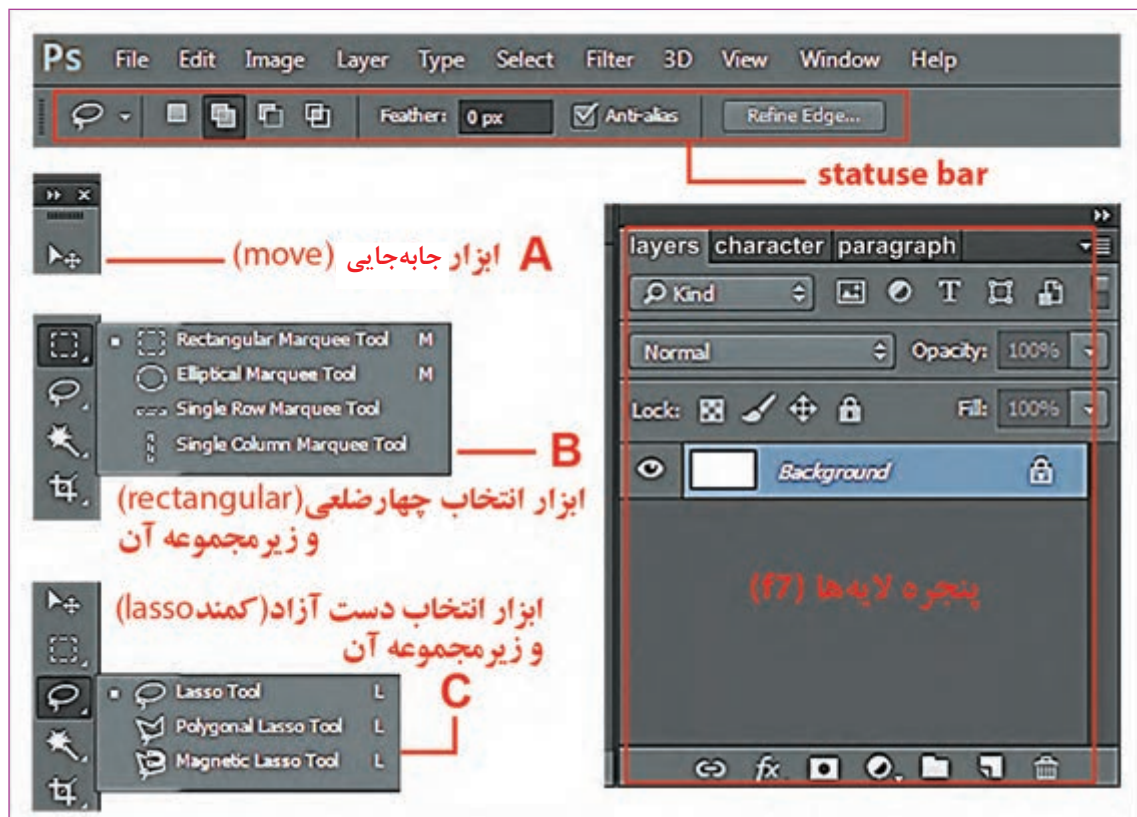 Ps File Edit Image Layer Type Select Filter 3D View Window Help
Feather: 0 px Anti-alias Refine Edge...
statuse bar
A ابزار جابه‌جایی (move)
Rectangular Marquee Tool M
Elliptical Marquee Tool M
Single Row Marquee Tool
Single Column Marquee Tool
B
ابزار انتخاب چهارضلعی(rectangular)
و زیرمجموعه آن
ابزار انتخاب دست آزاد(کمندlasso)
و زیرمجموعه آن
C
Lasso Tool L
Polygonal Lasso Tool L
Magnetic Lasso Tool L
layers character paragraph
Kind T
Normal Opacity: 100%
Lock: Fill: 100%
Background
پنجره لایه‌ها (f7)
fx